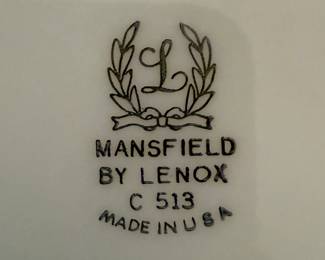 L
MANSFIELD
BY LENOX
C 513
MADE IN USA